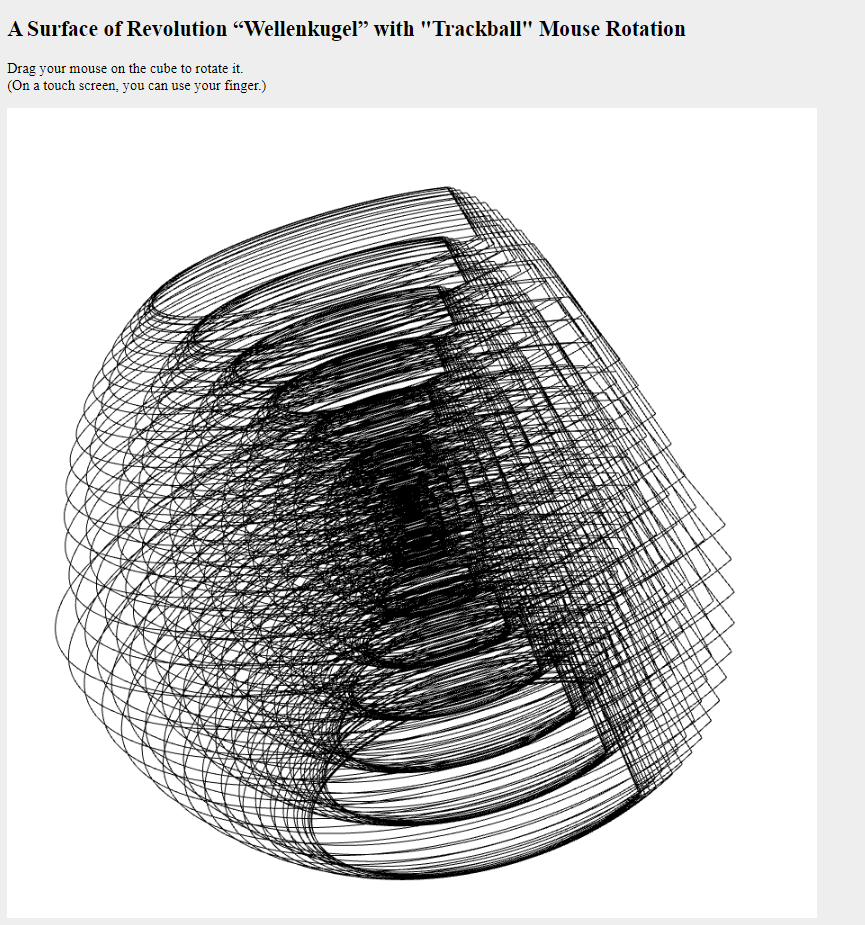 A Surface of Revolution “Wellenkugel” with "Trackball" Mouse Rotation
Drag your mouse on the cube to rotate it.
(On a touch screen, you can use your finger.)